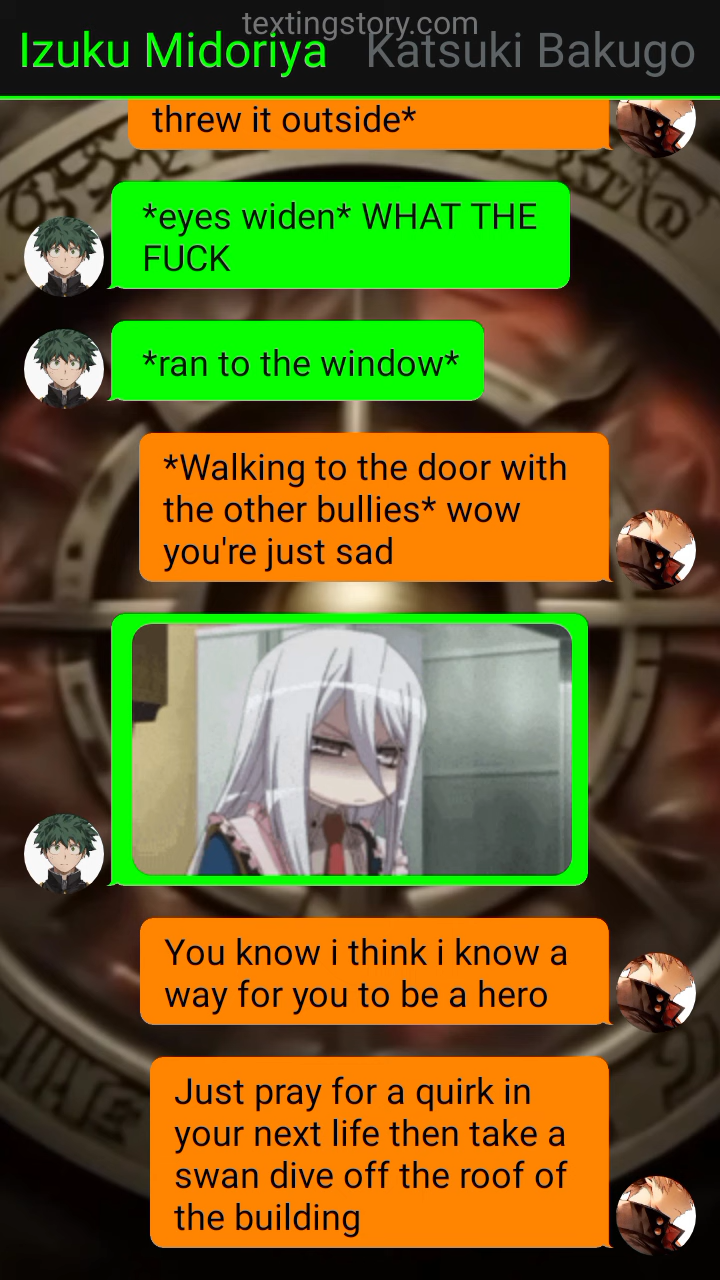 textingstory.com
Izuku Midoriya Katsuki Bakugo
threw it outside*
*eyes widen* WHAT THE
FUCK
*ran to the window*
*Walking to the door with
the other bullies* wow
you're just sad
You know i think i know a
way for you to be a hero
Just pray for a quirk in
your next life then take a
swan dive off the roof of
the building